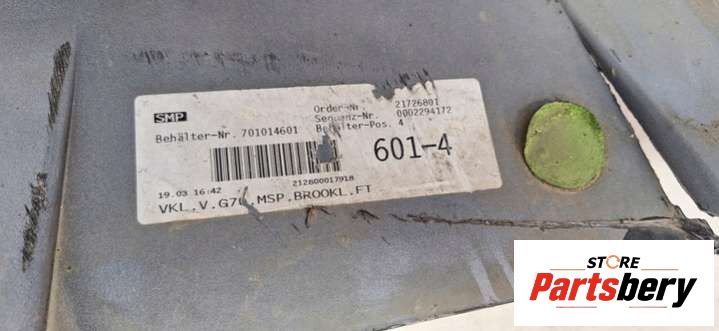 SMP
Order-Nr. 21726801
Sequenz-Nr. 0002294172
Behälter-Nr. 701014601 Behälter-Pos. 4
601-4
212800017918
19.03 16:42
VKL.V.G70.MSP.BROOKL.FT
STORE
Partsbery